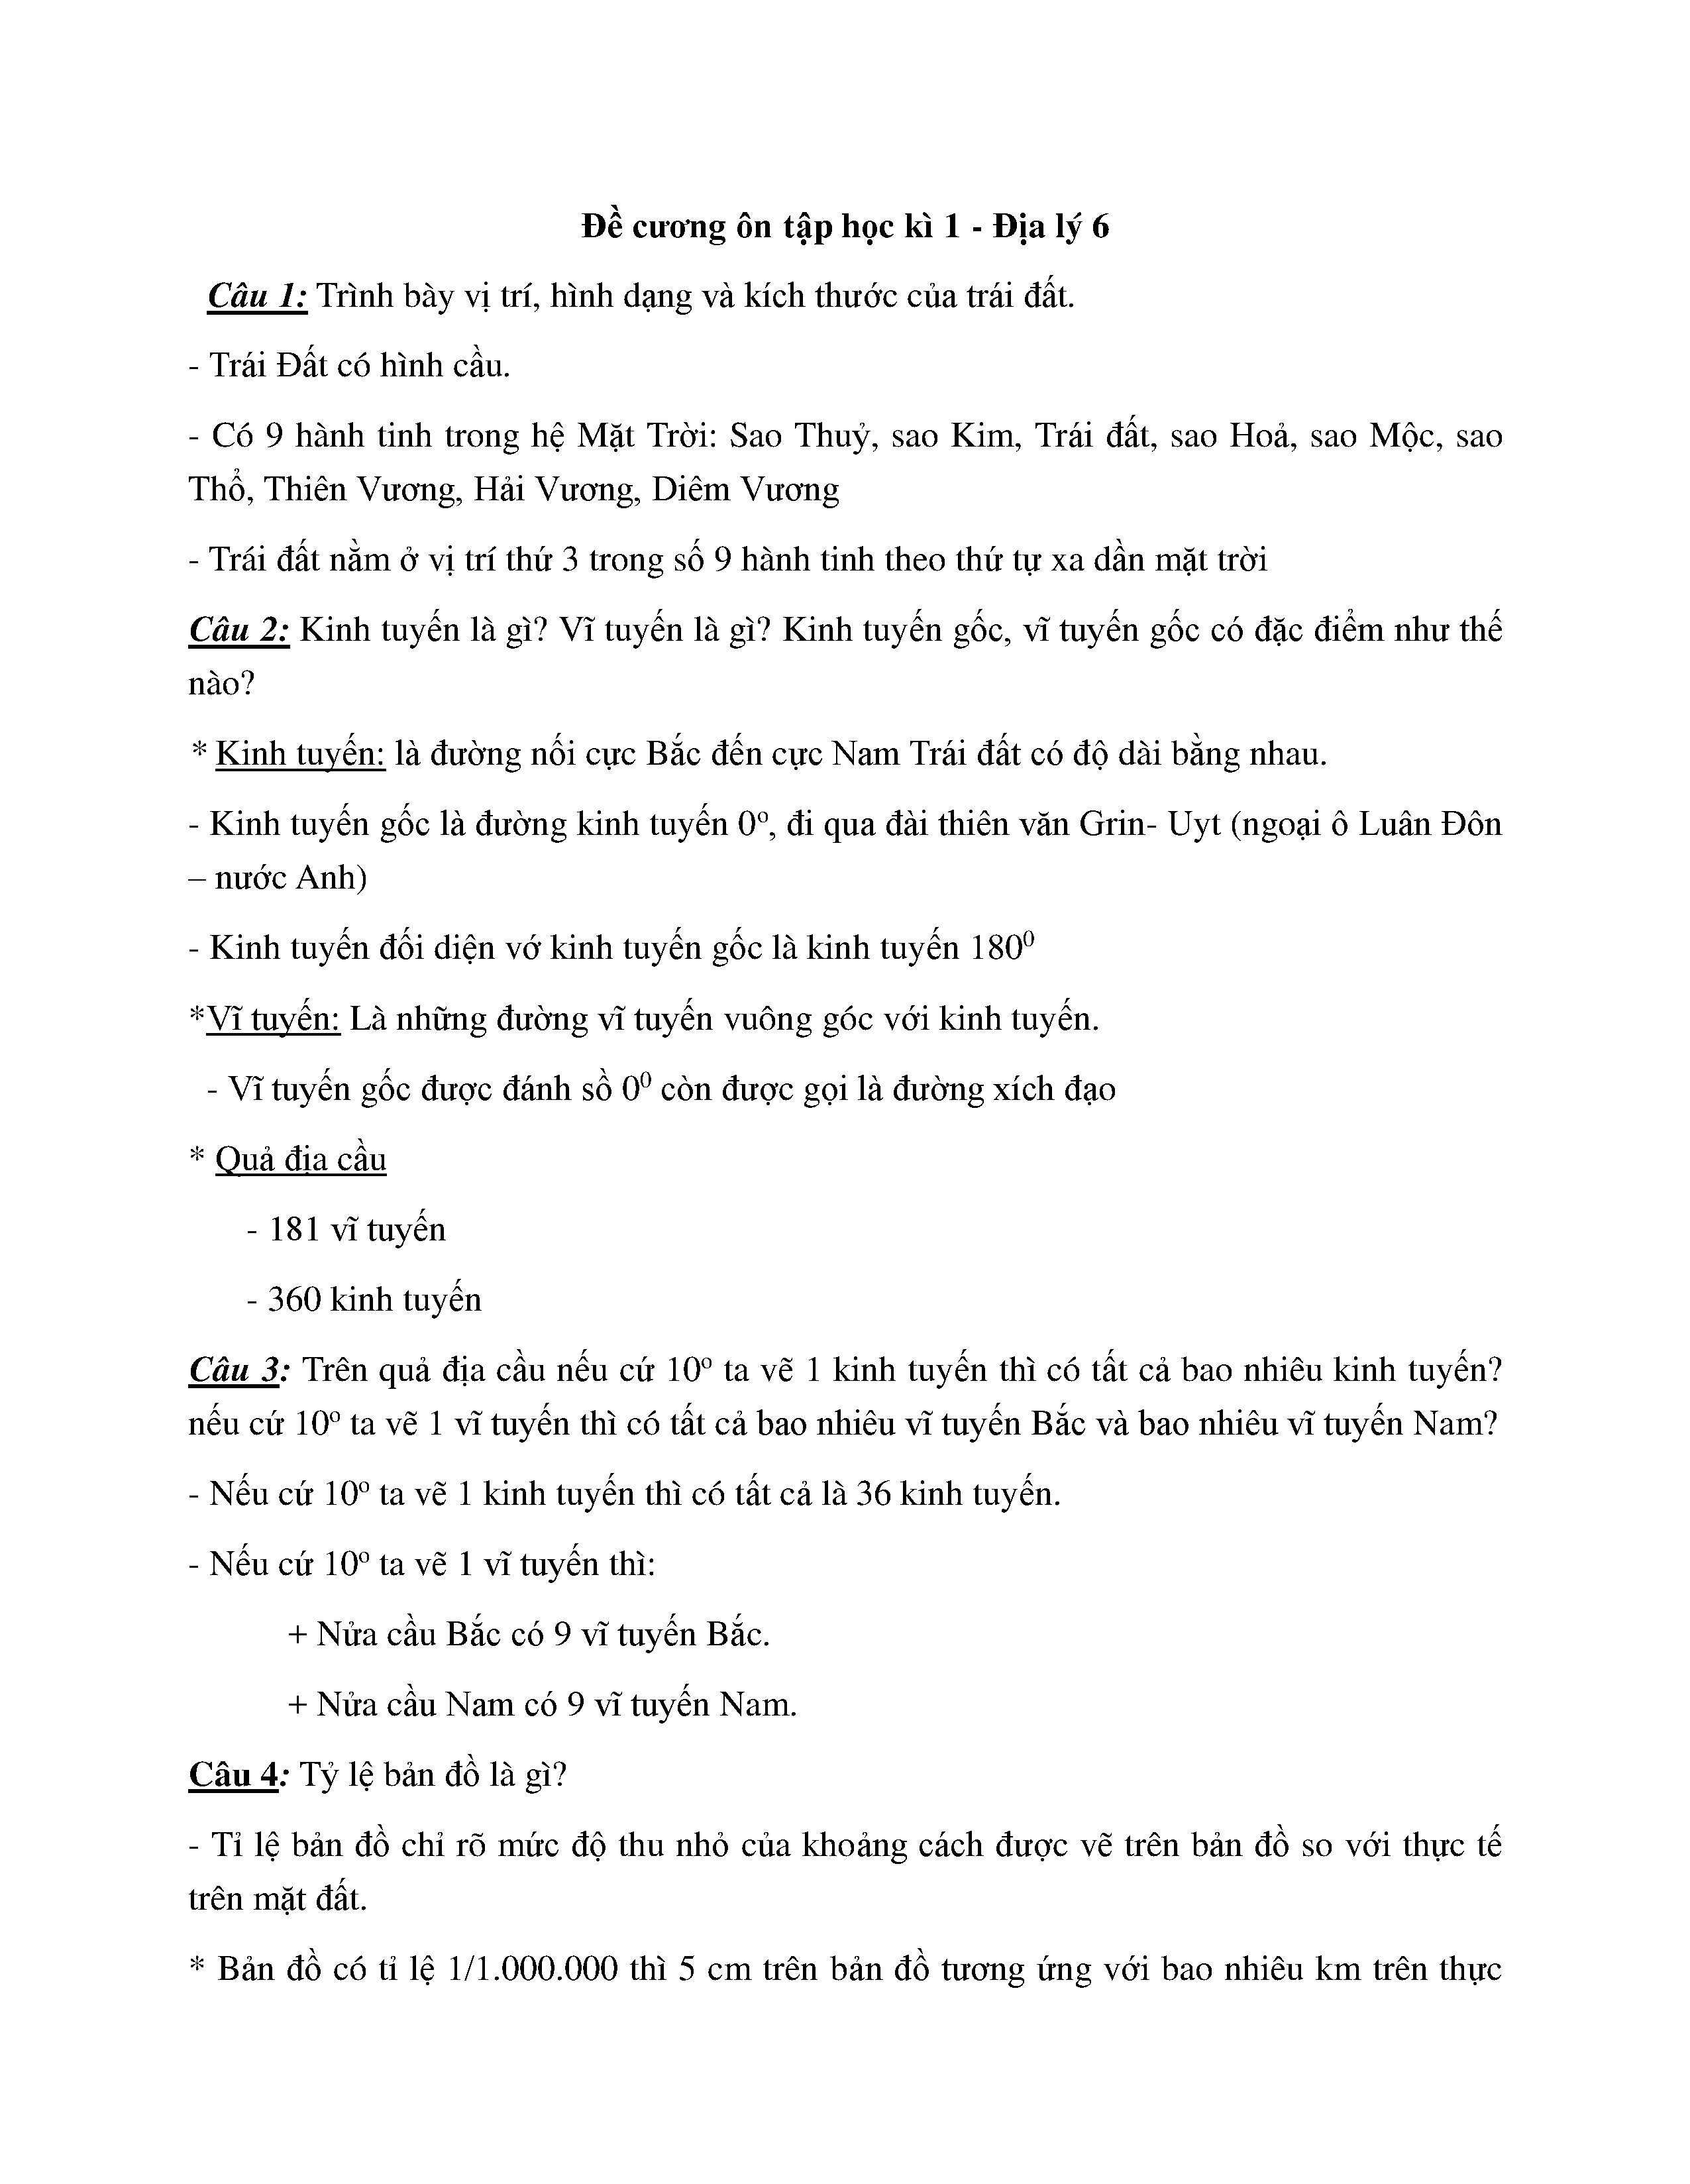 Đề cương ôn tập học kì 1 - Địa lý 6
Câu 1: Trình bày vị trí, hình dạng và kích thước của trái đất.
- Trái Đất có hình cầu.
- Có 9 hành tinh trong hệ Mặt Trời: Sao Thuỷ, sao Kim, Trái đất, sao Hoả, sao Mộc, sao
Thổ, Thiên Vương, Hải Vương, Diêm Vương
- Trái đất nằm ở vị trí thứ 3 trong số 9 hành tinh theo thứ tự xa dần mặt trời
Câu 2: Kinh tuyến là gì? Vĩ tuyến là gì? Kinh tuyến gốc, vĩ tuyến gốc có đặc điểm như thế
nào?
* Kinh tuyến: là đường nối cực Bắc đến cực Nam Trái đất có độ dài bằng nhau.
- Kinh tuyến gốc là đường kinh tuyến 0º, đi qua đài thiên văn Grin- Uyt (ngoại ô Luân Đôn
– nước Anh)
- Kinh tuyến đối diện vớ kinh tuyến gốc là kinh tuyến 180⁰
*Vĩ tuyến: Là những đường vĩ tuyến vuông góc với kinh tuyến.
- Vĩ tuyến gốc được đánh sồ 0⁰ còn được gọi là đường xích đạo
* Quả địa cầu
- 181 vĩ tuyến
- 360 kinh tuyến
Câu 3: Trên quả địa cầu nếu cứ 10º ta vẽ 1 kinh tuyến thì có tất cả bao nhiêu kinh tuyến?
nếu cứ 10º ta vẽ 1 vĩ tuyến thì có tất cả bao nhiêu vĩ tuyến Bắc và bao nhiêu vĩ tuyến Nam?
- Nếu cứ 10º ta vẽ 1 kinh tuyến thì có tất cả là 36 kinh tuyến.
- Nếu cứ 10º ta vẽ 1 vĩ tuyến thì:
+ Nửa cầu Bắc có 9 vĩ tuyến Bắc.
+ Nửa cầu Nam có 9 vĩ tuyến Nam.
Câu 4: Tỷ lệ bản đồ là gì?
- Tỉ lệ bản đồ chỉ rõ mức độ thu nhỏ của khoảng cách được vẽ trên bản đồ so với thực tế
trên mặt đất.
* Bản đồ có tỉ lệ 1/1.000.000 thì 5 cm trên bản đồ tương ứng với bao nhiêu km trên thực